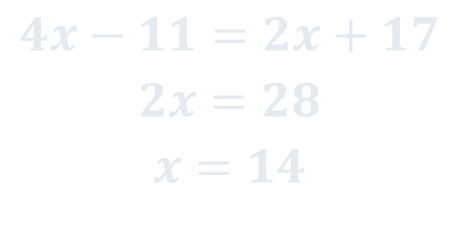 4x − 11 = 2x + 17
2x = 28
x = 14